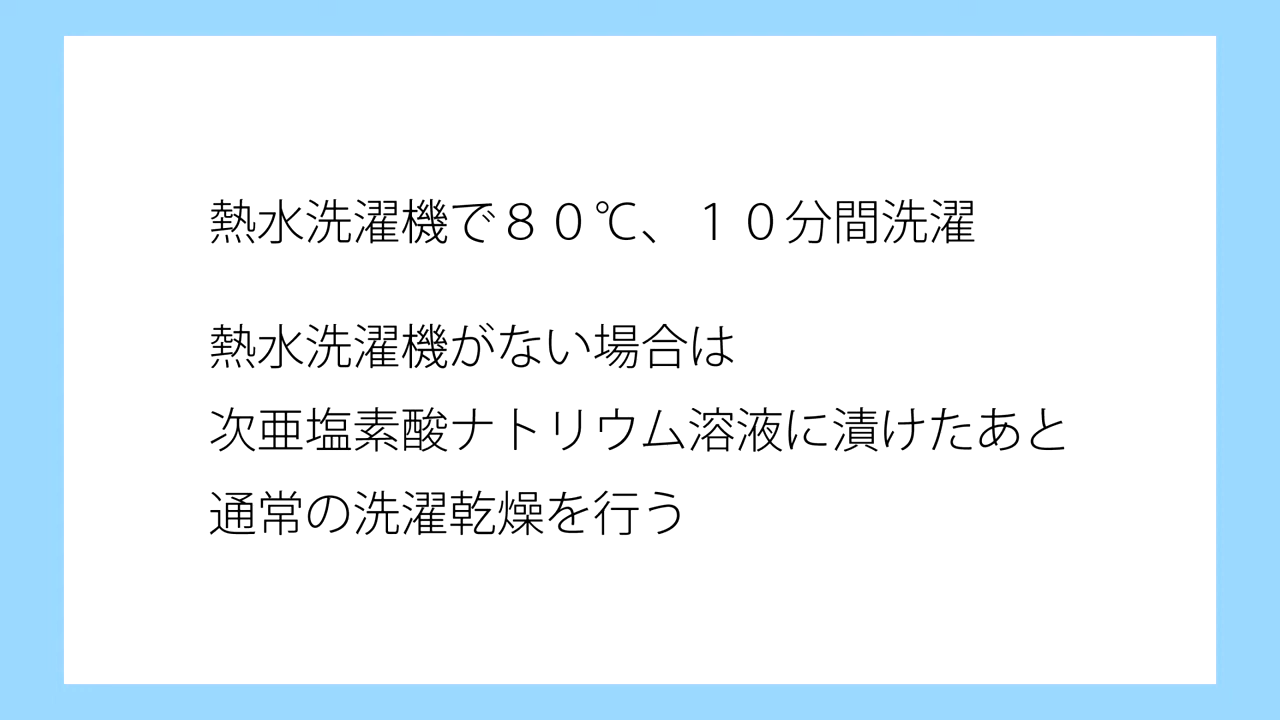 熱水洗濯機で８０℃、１０分間洗濯
熱水洗濯機がない場合は
次亜塩素酸ナトリウム溶液に漬けたあと
通常の洗濯乾燥を行う